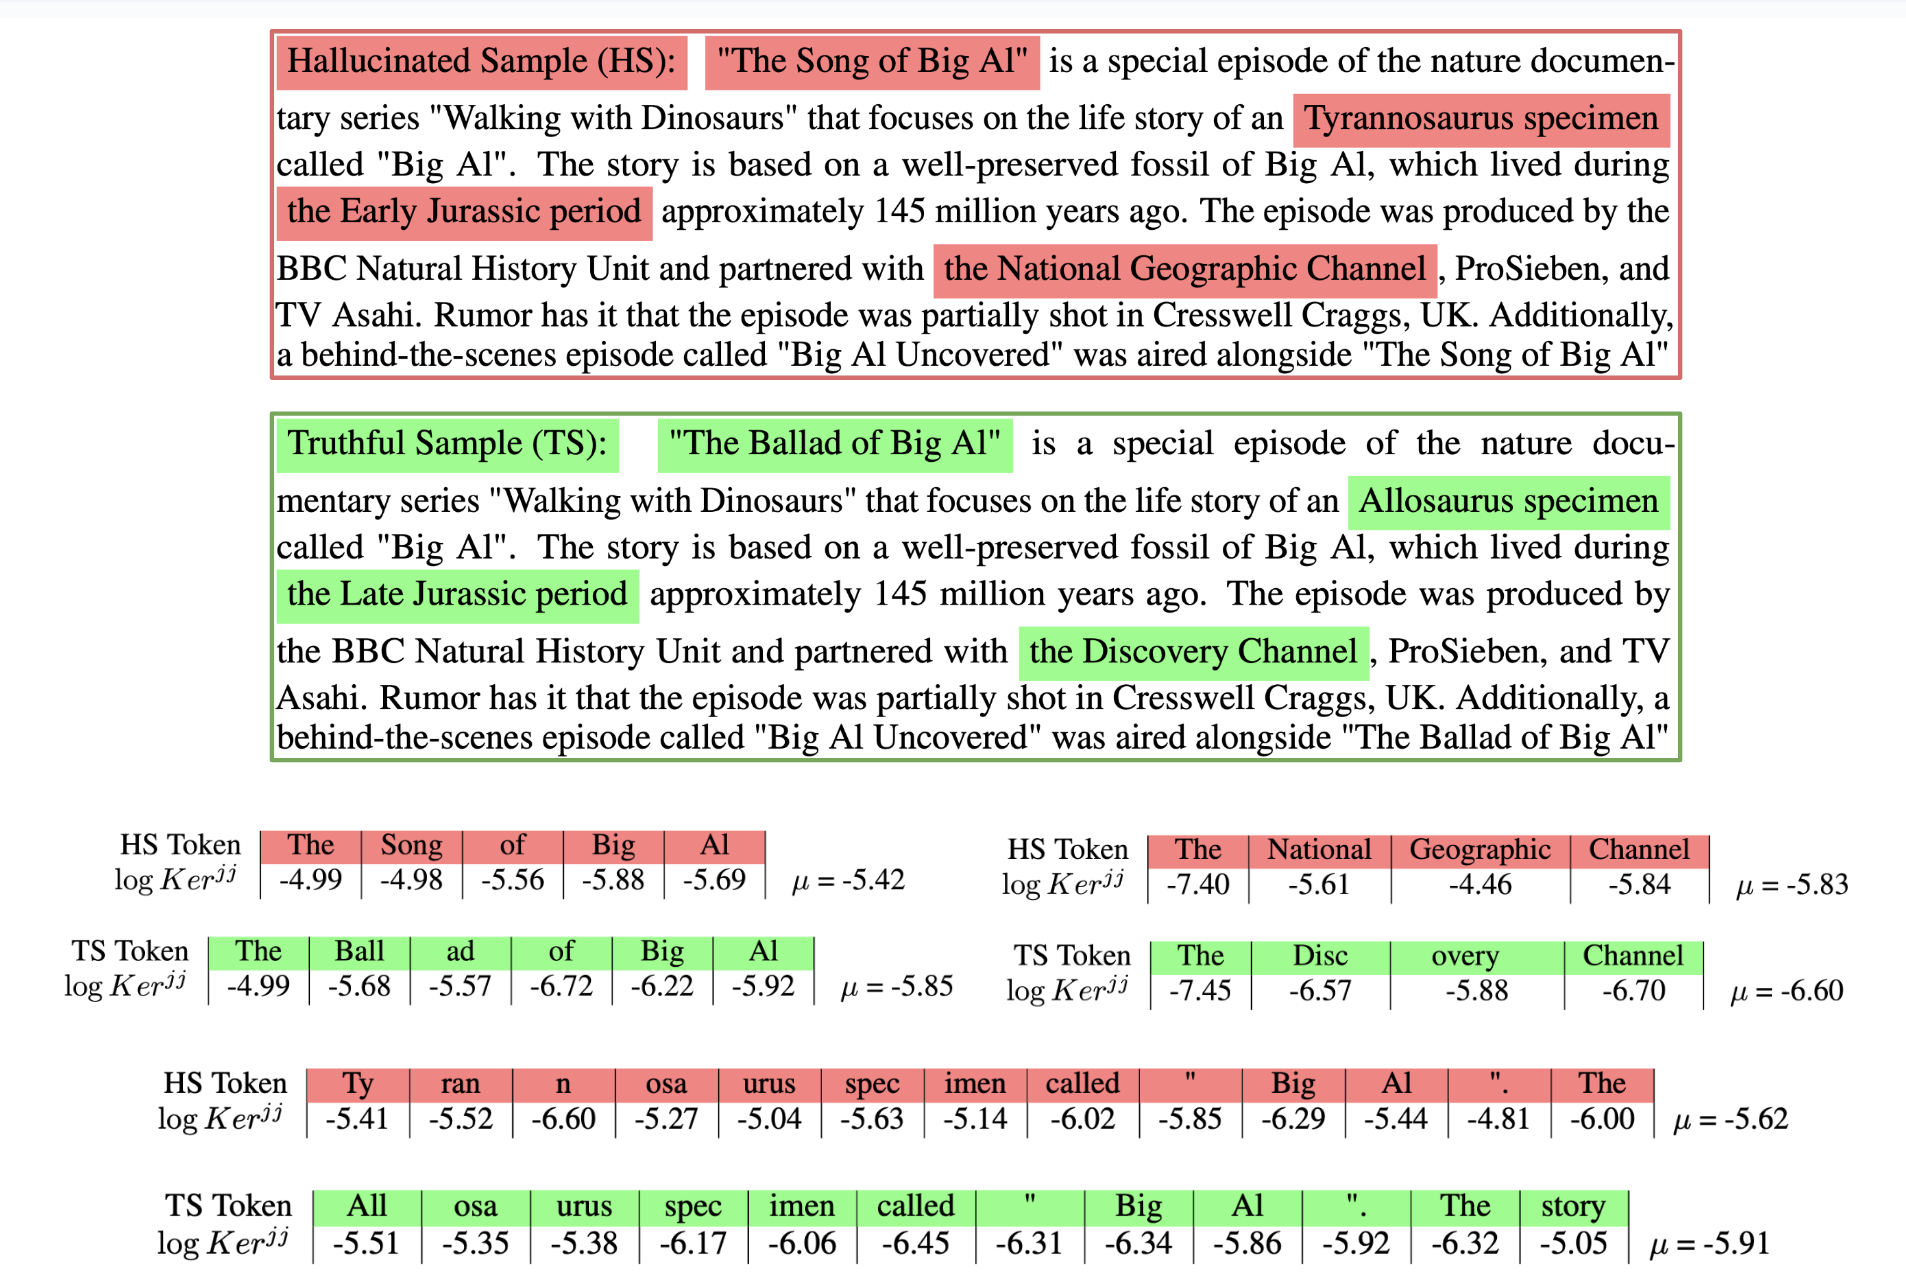 Hallucinated Sample (HS): "The Song of Big Al" is a special episode of the nature documen-
tary series "Walking with Dinosaurs" that focuses on the life story of an Tyrannosaurus specimen
called "Big Al". The story is based on a well-preserved fossil of Big Al, which lived during
the Early Jurassic period approximately 145 million years ago. The episode was produced by the
BBC Natural History Unit and partnered with the National Geographic Channel , ProSieben, and
TV Asahi. Rumor has it that the episode was partially shot in Cresswell Craggs, UK. Additionally,
a behind-the-scenes episode called "Big Al Uncovered" was aired alongside "The Song of Big Al"
Truthful Sample (TS): "The Ballad of Big Al" is a special episode of the nature docu-
mentary series "Walking with Dinosaurs" that focuses on the life story of an Allosaurus specimen
called "Big Al". The story is based on a well-preserved fossil of Big Al, which lived during
the Late Jurassic period approximately 145 million years ago. The episode was produced by
the BBC Natural History Unit and partnered with the Discovery Channel , ProSieben, and TV
Asahi. Rumor has it that the episode was partially shot in Cresswell Craggs, UK. Additionally, a
behind-the-scenes episode called "Big Al Uncovered" was aired alongside "The Ballad of Big Al"
HS Token The Song of Big Al
log Ker^jj -4.99 -4.98 -5.56 -5.88 -5.69 μ = -5.42
HS Token The National Geographic Channel
log Ker^jj -7.40 -5.61 -4.46 -5.84 μ = -5.83
TS Token The Ball ad of Big Al
log Ker^jj -4.99 -5.68 -5.57 -6.72 -6.22 -5.92 μ = -5.85
TS Token The Disc overy Channel
log Ker^jj -7.45 -6.57 -5.88 -6.70 μ = -6.60
HS Token Ty ran n osa urus spec imen called " Big Al ". The
log Ker^jj -5.41 -5.52 -6.60 -5.27 -5.04 -5.63 -5.14 -6.02 -5.85 -6.29 -5.44 -4.81 -6.00 μ = -5.62
TS Token All osa urus spec imen called " Big Al ". The story
log Ker^jj -5.51 -5.35 -5.38 -6.17 -6.06 -6.45 -6.31 -6.34 -5.86 -5.92 -6.32 -5.05 μ = -5.91